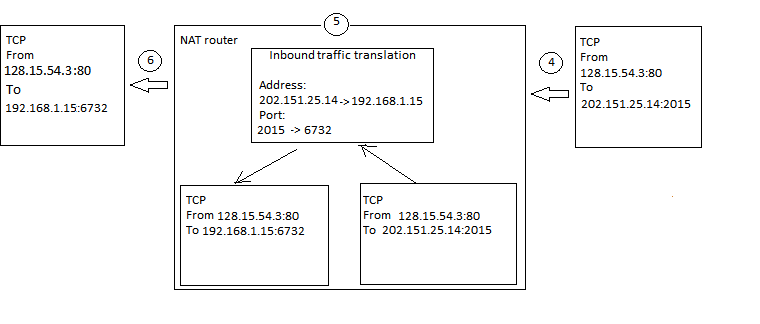 5
TCP
From
128.15.54.3:80
To
192.168.1.15:6732
6
NAT router
Inbound traffic translation
Address:
202.151.25.14->192.168.1.15
Port:
2015 -> 6732
4
TCP
From
128.15.54.3:80
To
202.151.25.14:2015
TCP
From 128.15.54.3:80
To 192.168.1.15:6732
TCP
From 128.15.54.3:80
To 202.151.25.14:2015